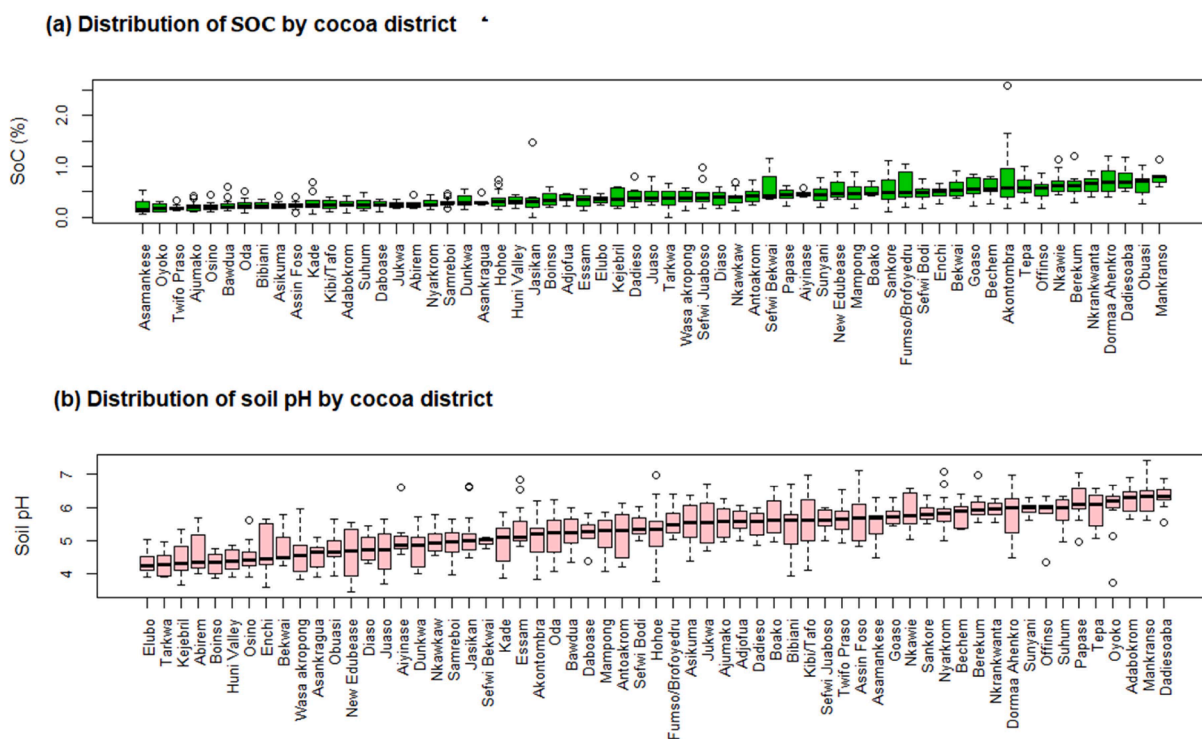 (a) Distribution of SOC by cocoa district
SoC (%)
2.0
1.0
0.0
Asamankese
Oyoko
Twifo Praso
Ajumako
Osino
Bawdua
Oda
Bibiani
Asikuma
Assin Foso
Kade
Kibi/Tafo
Adabokrom
Suhum
Daboase
Jukwa
Abirem
Nyarkrom
Samreboi
Dunkwa
Asankragua
Hohoe
Huni Valley
Jasikan
Boinso
Adjofua
Essam
Elubo
Kejebril
Dadieso
Juaso
Tarkwa
Wasa akropong
Sefwi Juaboso
Diaso
Nkawkaw
Antoakrom
Sefwi Bekwai
Papase
Aiyinase
Sunyani
New Edubease
Mampong
Boako
Sankore
Fumso/Brofoyedru
Sefwi Bodi
Enchi
Bekwai
Goaso
Bechem
Akontombra
Tepa
Offinso
Nkawie
Berekum
Nkrankwanta
Dormaa Ahenkro
Dadiesoaba
Obuasi
Mankranso
(b) Distribution of soil pH by cocoa district
Soil pH
7
6
5
4
Elubo
Tarkwa
Kejebril
Abirem
Boinso
Huni Valley
Osino
Enchi
Bekwai
Wasa akropong
Asankragua
Obuasi
New Edubease
Diaso
Juaso
Aiyinase
Dunkwa
Nkawkaw
Samreboi
Jasikan
Sefwi Bekwai
Kade
Essam
Akontombra
Oda
Bawdua
Daboase
Mampong
Antoakrom
Sefwi Bodi
Hohoe
Fumso/Brofoyedru
Asikuma
Jukwa
Ajumako
Adjofua
Dadieso
Boako
Bibiani
Kibi/Tafo
Sefwi Juaboso
Twifo Praso
Assin Foso
Asamankese
Goaso
Nkawie
Sankore
Nyarkrom
Bechem
Berekum
Nkrankwanta
Dormaa Ahenkro
Sunyani
Offinso
Suhum
Papase
Tepa
Oyoko
Adabokrom
Mankranso
Dadiesoaba